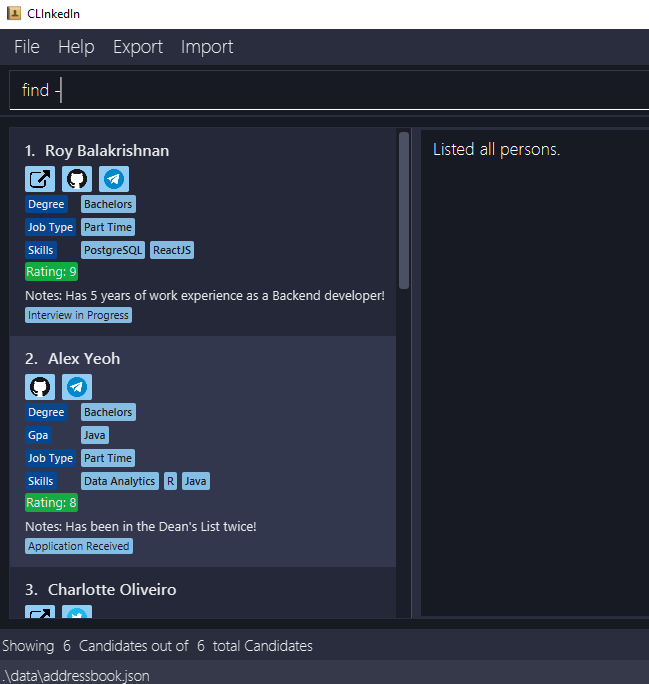 CLInkedIn
File Help Export Import
find -
1. Roy Balakrishnan
Degree Bachelors
Job Type Part Time
Skills PostgreSQL ReactJS
Rating: 9
Notes: Has 5 years of work experience as a Backend developer!
Interview in Progress
2. Alex Yeoh
Degree Bachelors
Gpa Java
Job Type Part Time
Skills Data Analytics R Java
Rating: 8
Notes: Has been in the Dean's List twice!
Application Received
3. Charlotte Oliveiro
Listed all persons.
Showing 6 Candidates out of 6 total Candidates
.\data\addressbook.json